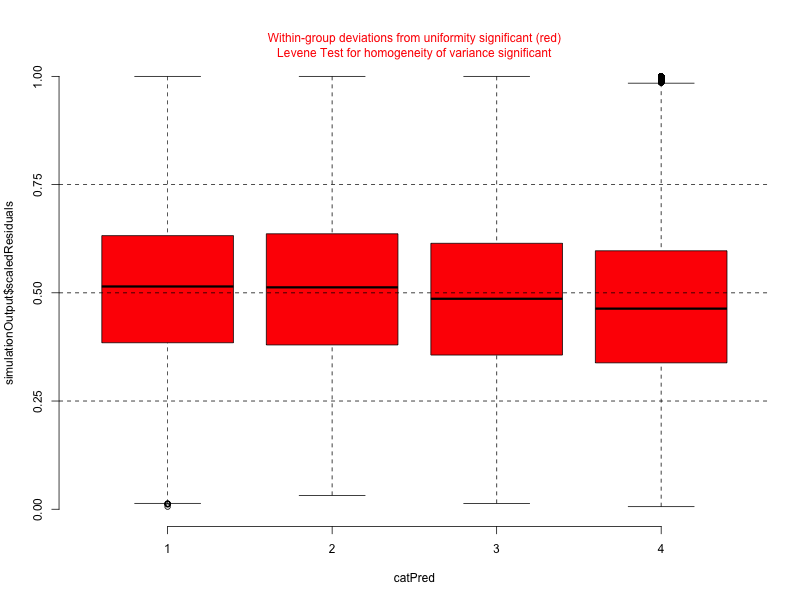 Within-group deviations from uniformity significant (red)
Levene Test for homogeneity of variance significant
1.00
0.75
0.50
0.25
0.00
simulationOutput$scaledResiduals
1 2 3 4
catPred